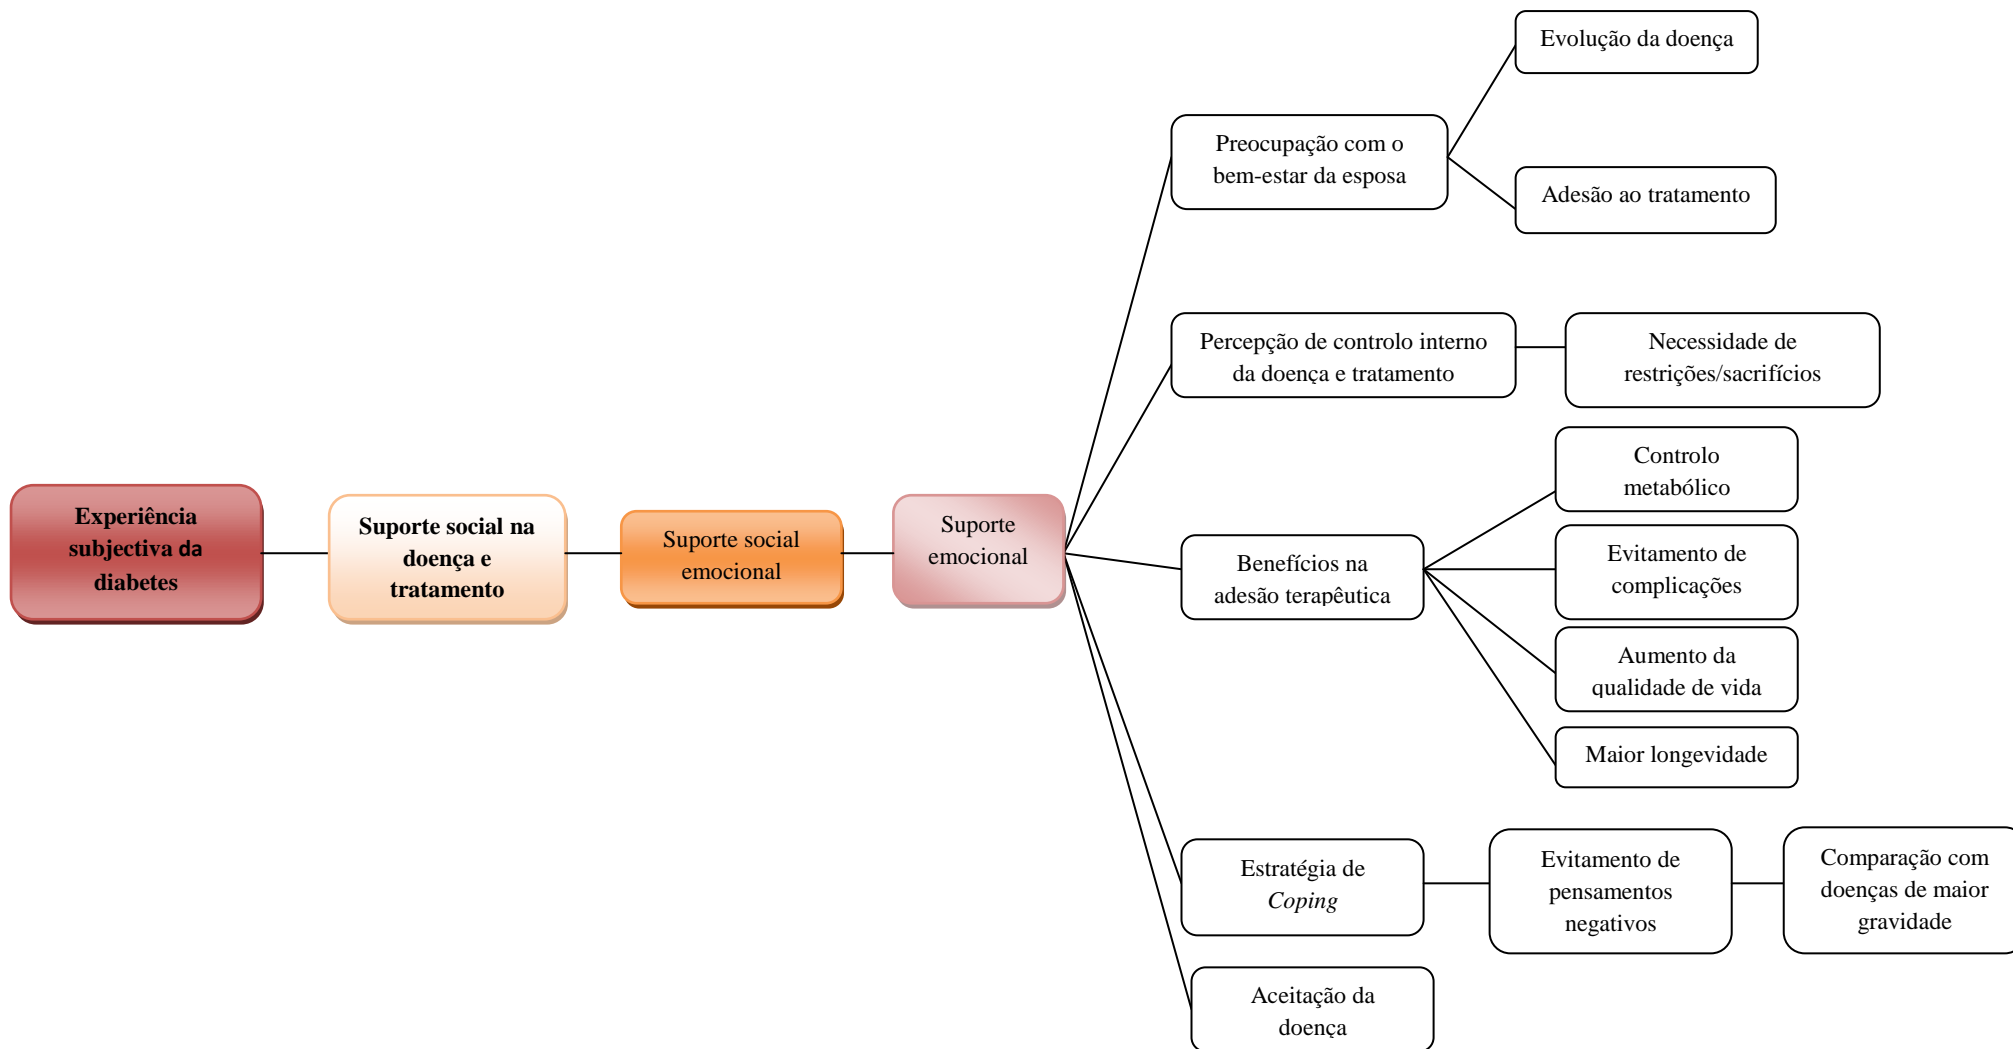 Experiência
subjectiva da
diabetes
Suporte social na
doença e
tratamento
Suporte social
emocional
Suporte
emocional
Preocupação com o
bem-estar da esposa
Evolução da doença
Adesão ao tratamento
Percepção de controlo interno
da doença e tratamento
Necessidade de
restrições/sacrifícios
Benefícios na
adesão terapêutica
Controlo
metabólico
Evitamento de
complicações
Aumento da
qualidade de vida
Maior longevidade
Estratégia de
Coping
Evitamento de
pensamentos
negativos
Comparação com
doenças de maior
gravidade
Aceitação da
doença